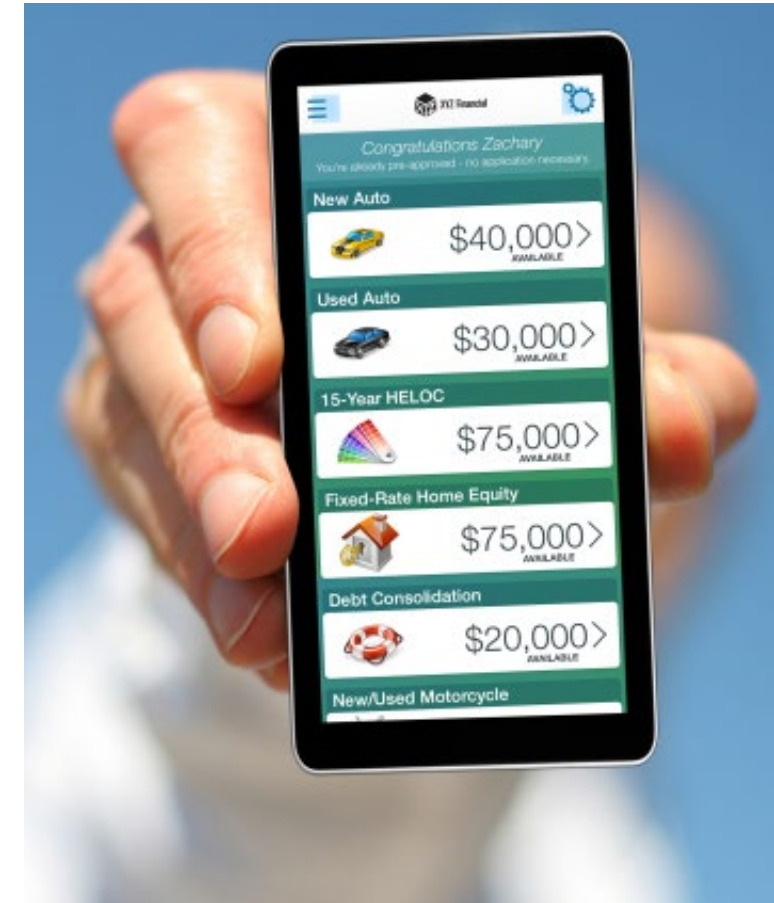 XYZ Financial
Congratulations Zachary
You're already pre-approved - no application necessary.
New Auto
$40,000>
AVAILABLE
Used Auto
$30,000>
AVAILABLE
15-Year HELOC
$75,000>
AVAILABLE
Fixed-Rate Home Equity
$75,000>
AVAILABLE
Debt Consolidation
$20,000>
AVAILABLE
New/Used Motorcycle